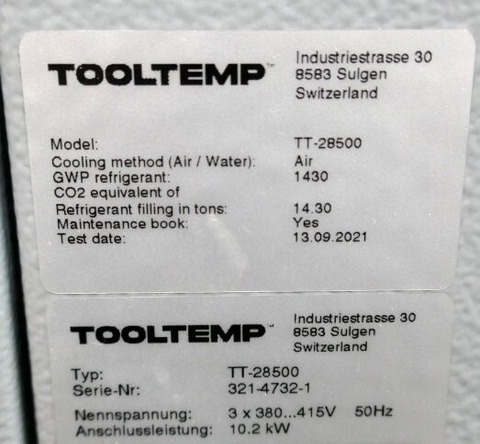 TOOLTEMP™ Industriestrasse 30
8583 Sulgen
Switzerland
Model: TT-28500
Cooling method (Air / Water): Air
GWP refrigerant: 1430
CO2 equivalent of
Refrigerant filling in tons: 14.30
Maintenance book: Yes
Test date: 13.09.2021
TOOLTEMP™ Industriestrasse 30
8583 Sulgen
Switzerland
Typ: TT-28500
Serie-Nr: 321-4732-1
Nennspannung: 3 x 380...415V 50Hz
Anschlussleistung: 10.2 kW